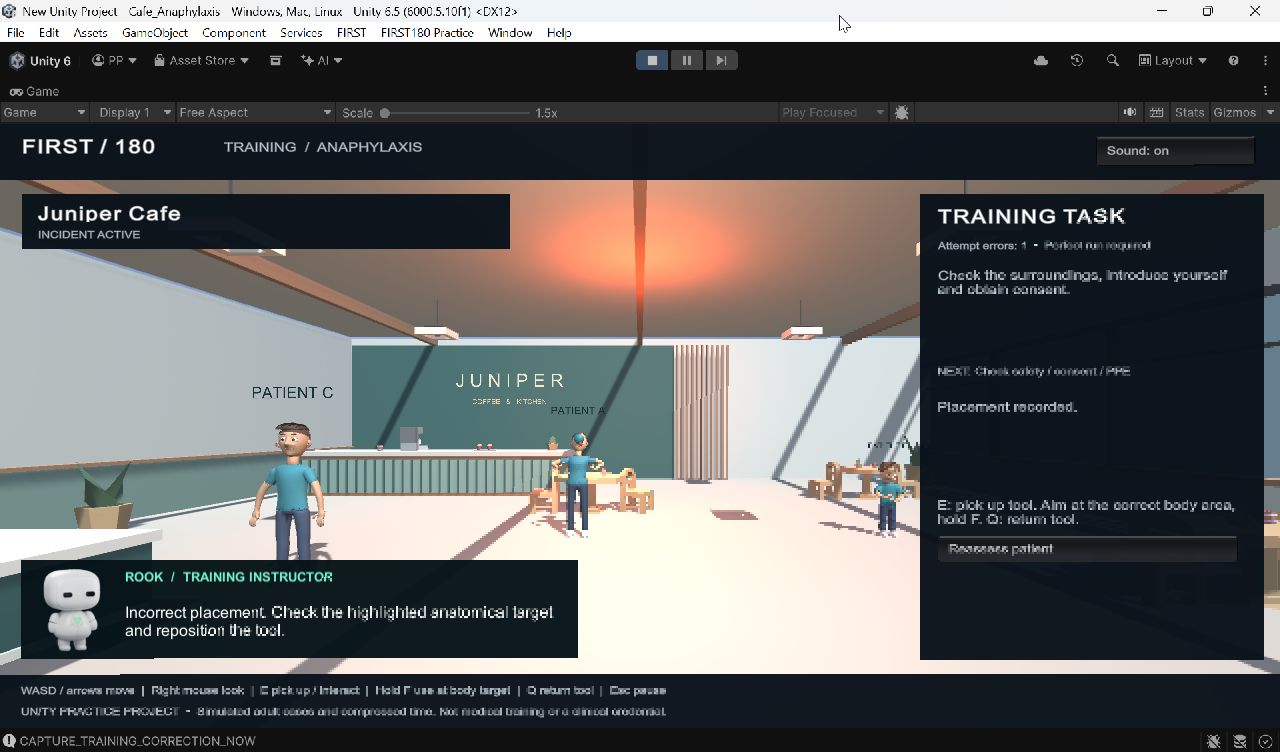 New Unity Project - Cafe_Anaphylaxis - Windows, Mac, Linux - Unity 6.5 (6000.5.10f1) <DX12>
File Edit Assets GameObject Component Services FIRST FIRST180 Practice Window Help
Unity 6 PP Asset Store AI Layout
Game
Game Display 1 Free Aspect Scale 1.5x Play Focused Stats Gizmos
FIRST / 180 TRAINING / ANAPHYLAXIS Sound: on
Juniper Cafe
INCIDENT ACTIVE
TRAINING TASK
Attempt errors: 1 • Perfect run required
Check the surroundings, introduce yourself
and obtain consent.
NEXT: Check safety / consent / PPE
Placement recorded.
E: pick up tool. Aim at the correct body area,
hold F. Q: return tool.
Reassess patient
JUNIPER
COFFEE & KITCHEN
PATIENT C
PATIENT A
ROOK / TRAINING INSTRUCTOR
Incorrect placement. Check the highlighted anatomical target
and reposition the tool.
WASD / arrows move | Right mouse look | E pick up / interact | Hold F use at body target | Q return tool | Esc pause
UNITY PRACTICE PROJECT • Simulated adult cases and compressed time. Not medical training or a clinical credential.
CAPTURE_TRAINING_CORRECTION_NOW